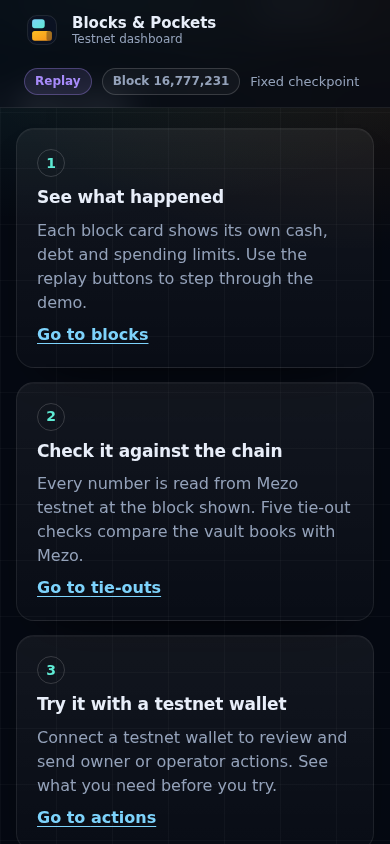 Blocks & Pockets
Testnet dashboard
Replay
Block 16,777,231
Fixed checkpoint
1
See what happened
Each block card shows its own cash,
debt and spending limits. Use the
replay buttons to step through the
demo.
Go to blocks
2
Check it against the chain
Every number is read from Mezo
testnet at the block shown. Five tie-out
checks compare the vault books with
Mezo.
Go to tie-outs
3
Try it with a testnet wallet
Connect a testnet wallet to review and
send owner or operator actions. See
what you need before you try.
Go to actions